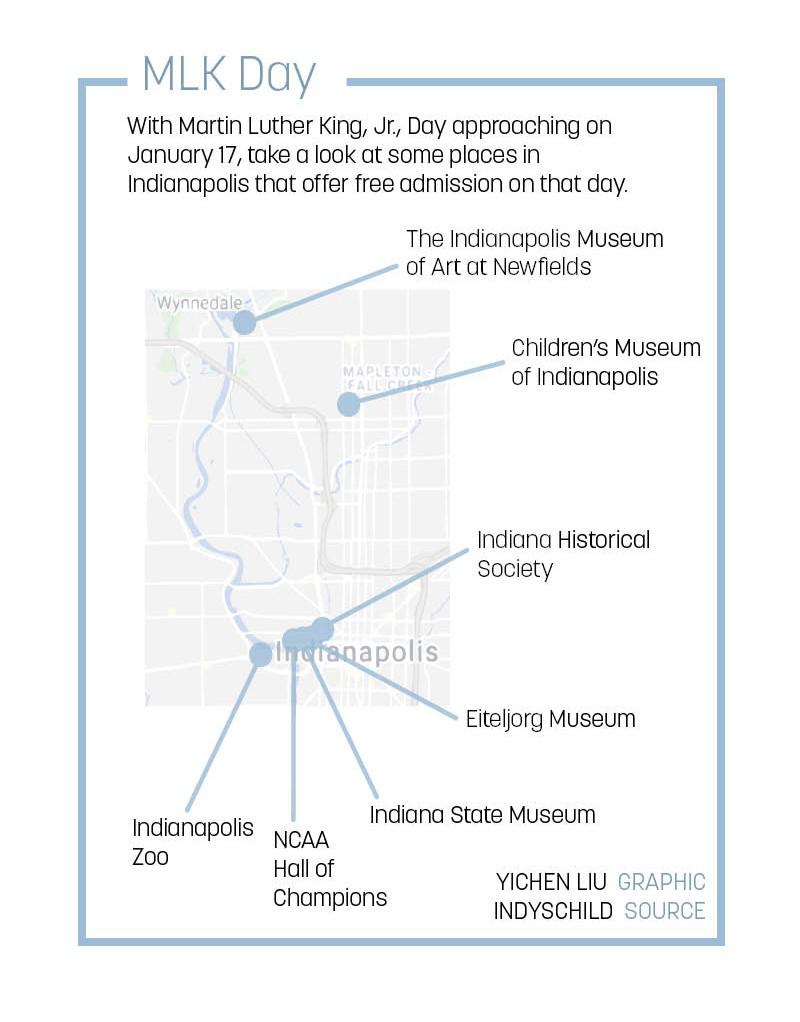 MLK Day
With Martin Luther King, Jr., Day approaching on
January 17, take a look at some places in
Indianapolis that offer free admission on that day.
The Indianapolis Museum
of Art at Newfields
Wynnedale
Children's Museum
of Indianapolis
MAPLETON -
FALL CREEK
Indiana Historical
Society
Indianapolis
Eiteljorg Museum
Indiana State Museum
Indianapolis
Zoo
NCAA
Hall of
Champions
YICHEN LIU GRAPHIC
INDYSCHILD SOURCE